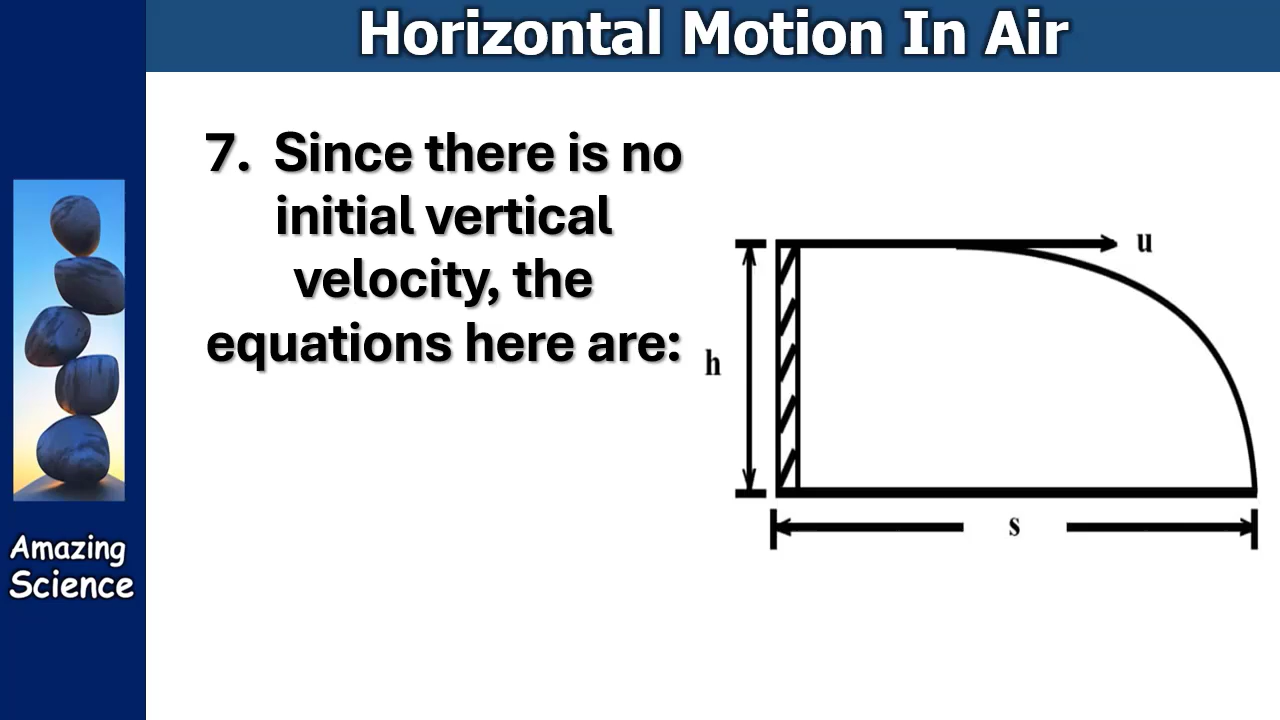 Horizontal Motion In Air
7. Since there is no
initial vertical
velocity, the
equations here are:
u
h
s
Amazing
Science